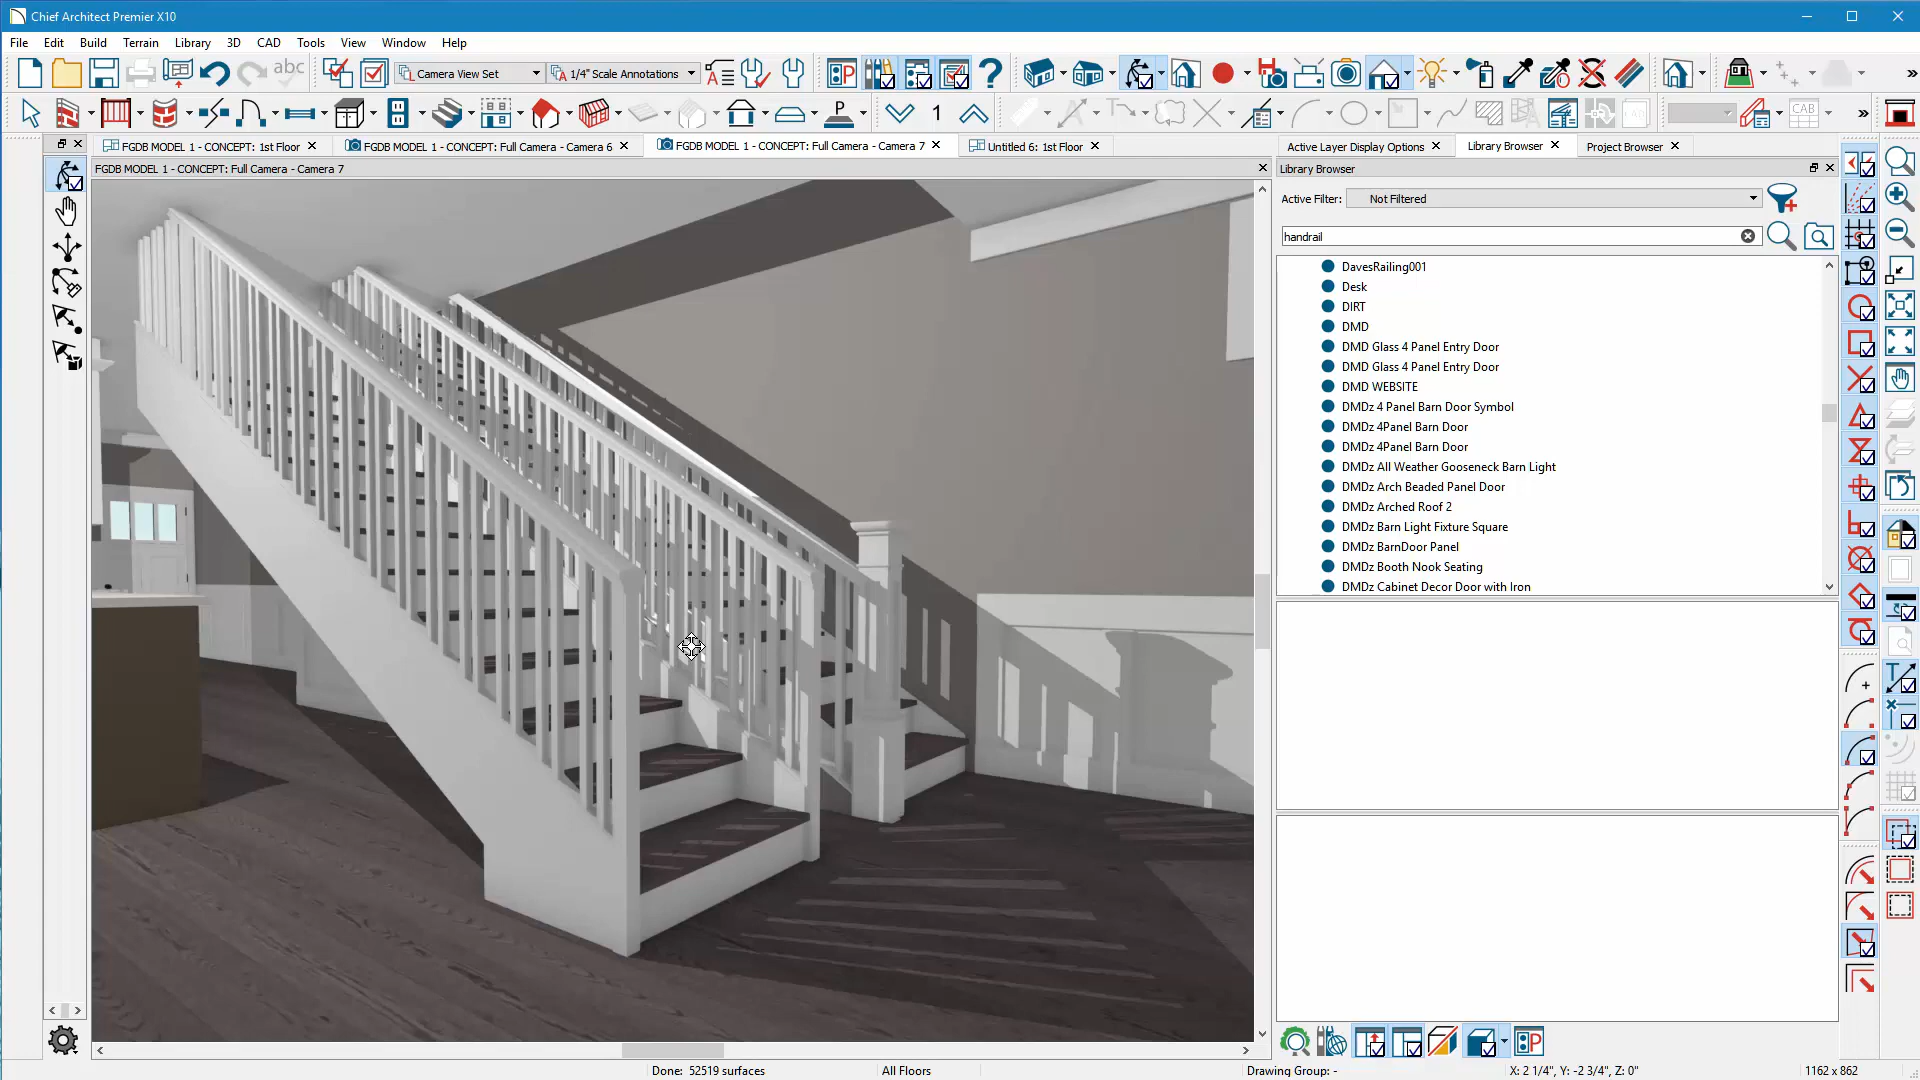 Chief Architect Premier X10
File Edit Build Terrain Library 3D CAD Tools View Window Help
abc Camera View Set 1/4" Scale Annotations
1 CAB
FGDB MODEL 1 - CONCEPT: 1st Floor FGDB MODEL 1 - CONCEPT: Full Camera - Camera 6 FGDB MODEL 1 - CONCEPT: Full Camera - Camera 7 Untitled 6: 1st Floor
Active Layer Display Options Library Browser Project Browser
FGDB MODEL 1 - CONCEPT: Full Camera - Camera 7
Library Browser
Active Filter: Not Filtered
handrail
DavesRailing001
Desk
DIRT
DMD
DMD Glass 4 Panel Entry Door
DMD Glass 4 Panel Entry Door
DMD WEBSITE
DMDz 4 Panel Barn Door Symbol
DMDz 4Panel Barn Door
DMDz 4Panel Barn Door
DMDz All Weather Gooseneck Barn Light
DMDz Arch Beaded Panel Door
DMDz Arched Roof 2
DMDz Barn Light Fixture Square
DMDz BarnDoor Panel
DMDz Booth Nook Seating
DMDz Cabinet Decor Door with Iron
Done: 52519 surfaces All Floors Drawing Group: - X: 2 1/4", Y: -2 3/4", Z: 0" 1162 x 862